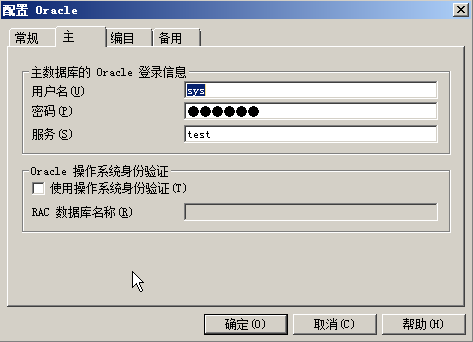 配置 Oracle
常规 主 编目 备用
主数据库的 Oracle 登录信息
用户名(U) sys
密码(P) ●●●●●●
服务(S) test
Oracle 操作系统身份验证
使用操作系统身份验证(T)
RAC 数据库名称(R)
确定(O) 取消(C) 帮助(H)